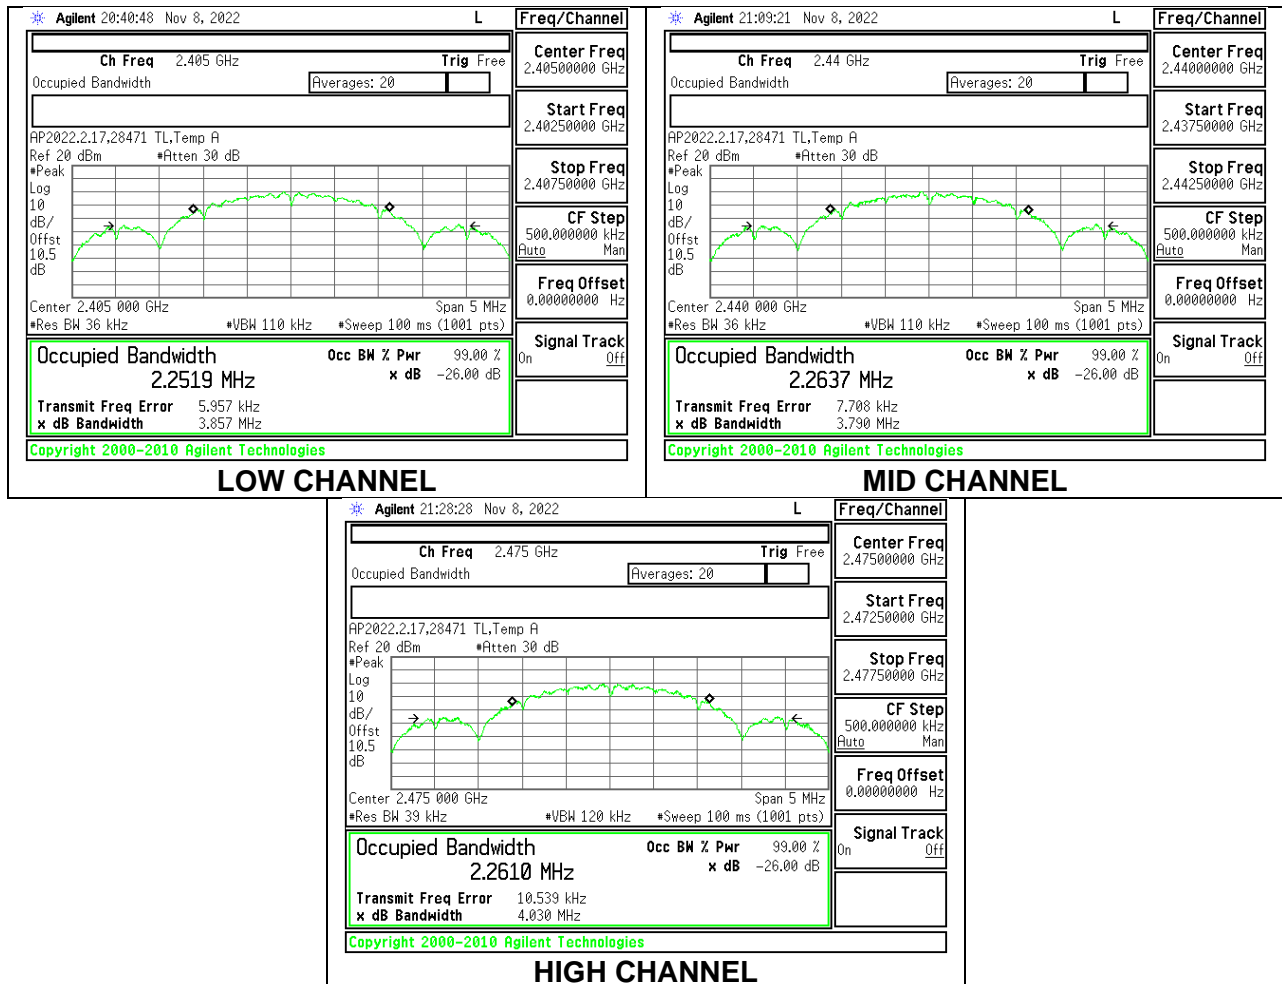 Agilent 20:40:48 Nov 8, 2022 L
Ch Freq 2.405 GHz Trig Free
Occupied Bandwidth Averages: 20
AP2022.2.17,28471 TL,Temp A
Ref 20 dBm #Atten 30 dB
#Peak
Log
10
dB/
Offst
10.5
dB
Center 2.405 000 GHz Span 5 MHz
#Res BW 36 kHz #VBW 110 kHz #Sweep 100 ms (1001 pts)
Occupied Bandwidth Occ BW % Pwr 99.00 %
2.2519 MHz x dB -26.00 dB
Transmit Freq Error 5.957 kHz
x dB Bandwidth 3.857 MHz
Copyright 2000-2010 Agilent Technologies
Freq/Channel
Center Freq
2.40500000 GHz
Start Freq
2.40250000 GHz
Stop Freq
2.40750000 GHz
CF Step
500.000000 kHz
Auto Man
Freq Offset
0.00000000 Hz
Signal Track
On Off
LOW CHANNEL
Agilent 21:09:21 Nov 8, 2022 L
Ch Freq 2.44 GHz Trig Free
Occupied Bandwidth Averages: 20
AP2022.2.17,28471 TL,Temp A
Ref 20 dBm #Atten 30 dB
#Peak
Log
10
dB/
Offst
10.5
dB
Center 2.440 000 GHz Span 5 MHz
#Res BW 36 kHz #VBW 110 kHz #Sweep 100 ms (1001 pts)
Occupied Bandwidth Occ BW % Pwr 99.00 %
2.2637 MHz x dB -26.00 dB
Transmit Freq Error 7.708 kHz
x dB Bandwidth 3.790 MHz
Copyright 2000-2010 Agilent Technologies
Freq/Channel
Center Freq
2.44000000 GHz
Start Freq
2.43750000 GHz
Stop Freq
2.44250000 GHz
CF Step
500.000000 kHz
Auto Man
Freq Offset
0.00000000 Hz
Signal Track
On Off
MID CHANNEL
Agilent 21:28:28 Nov 8, 2022 L
Ch Freq 2.475 GHz Trig Free
Occupied Bandwidth Averages: 20
AP2022.2.17,28471 TL,Temp A
Ref 20 dBm #Atten 30 dB
#Peak
Log
10
dB/
Offst
10.5
dB
Center 2.475 000 GHz Span 5 MHz
#Res BW 39 kHz #VBW 120 kHz #Sweep 100 ms (1001 pts)
Occupied Bandwidth Occ BW % Pwr 99.00 %
2.2610 MHz x dB -26.00 dB
Transmit Freq Error 10.539 kHz
x dB Bandwidth 4.030 MHz
Copyright 2000-2010 Agilent Technologies
Freq/Channel
Center Freq
2.47500000 GHz
Start Freq
2.47250000 GHz
Stop Freq
2.47750000 GHz
CF Step
500.000000 kHz
Auto Man
Freq Offset
0.00000000 Hz
Signal Track
On Off
HIGH CHANNEL